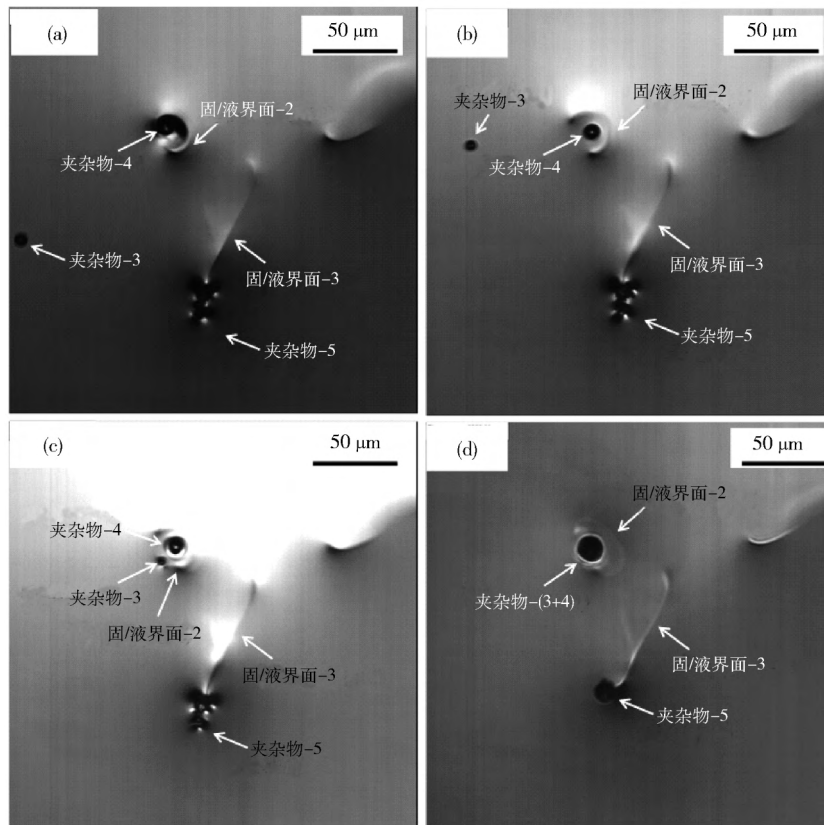 (a)
50 μm
固/液界面-2
夹杂物-4
夹杂物-3
固/液界面-3
夹杂物-5
(b)
50 μm
夹杂物-3
固/液界面-2
夹杂物-4
固/液界面-3
夹杂物-5
(c)
50 μm
夹杂物-4
夹杂物-3
固/液界面-2
固/液界面-3
夹杂物-5
(d)
50 μm
固/液界面-2
夹杂物-(3+4)
固/液界面-3
夹杂物-5